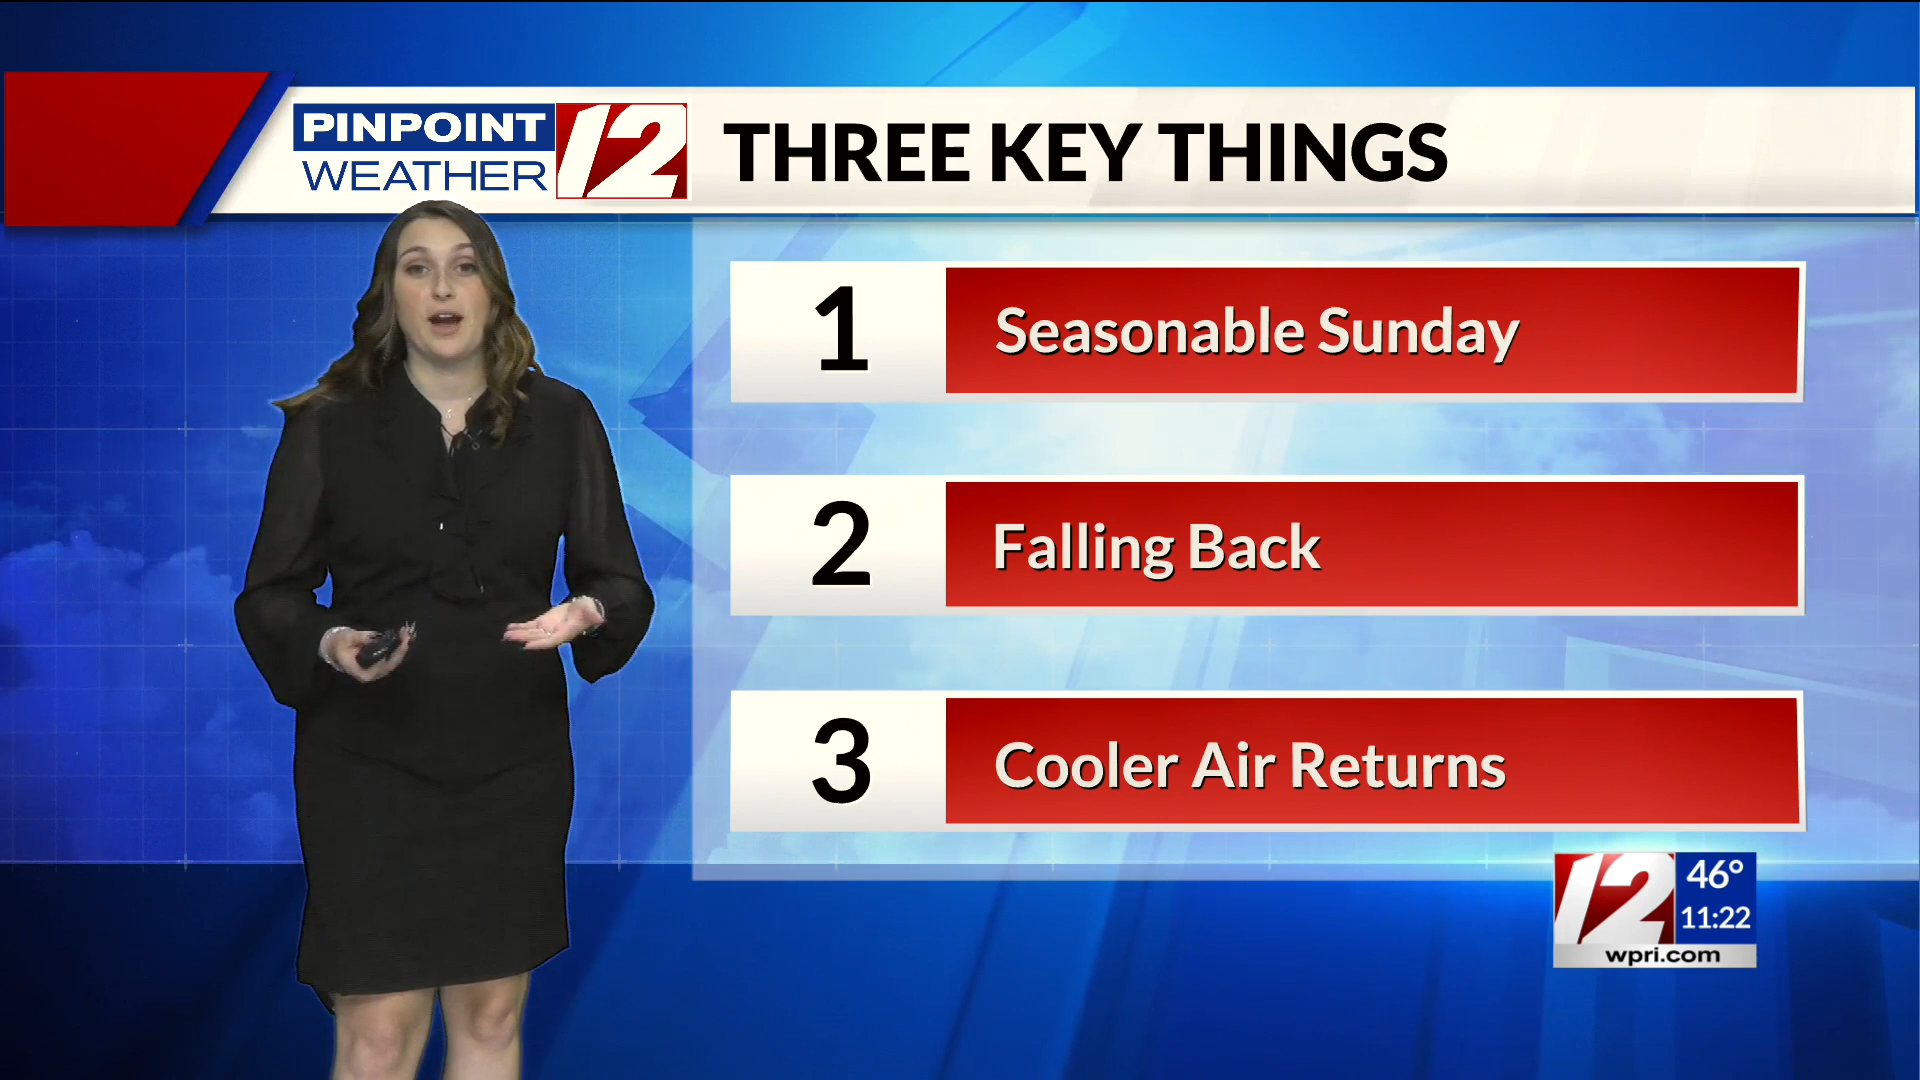 PINPOINT
WEATHER
12
THREE KEY THINGS
1
Seasonable Sunday
2
Falling Back
3
Cooler Air Returns
12
46°
11:22
wpri.com